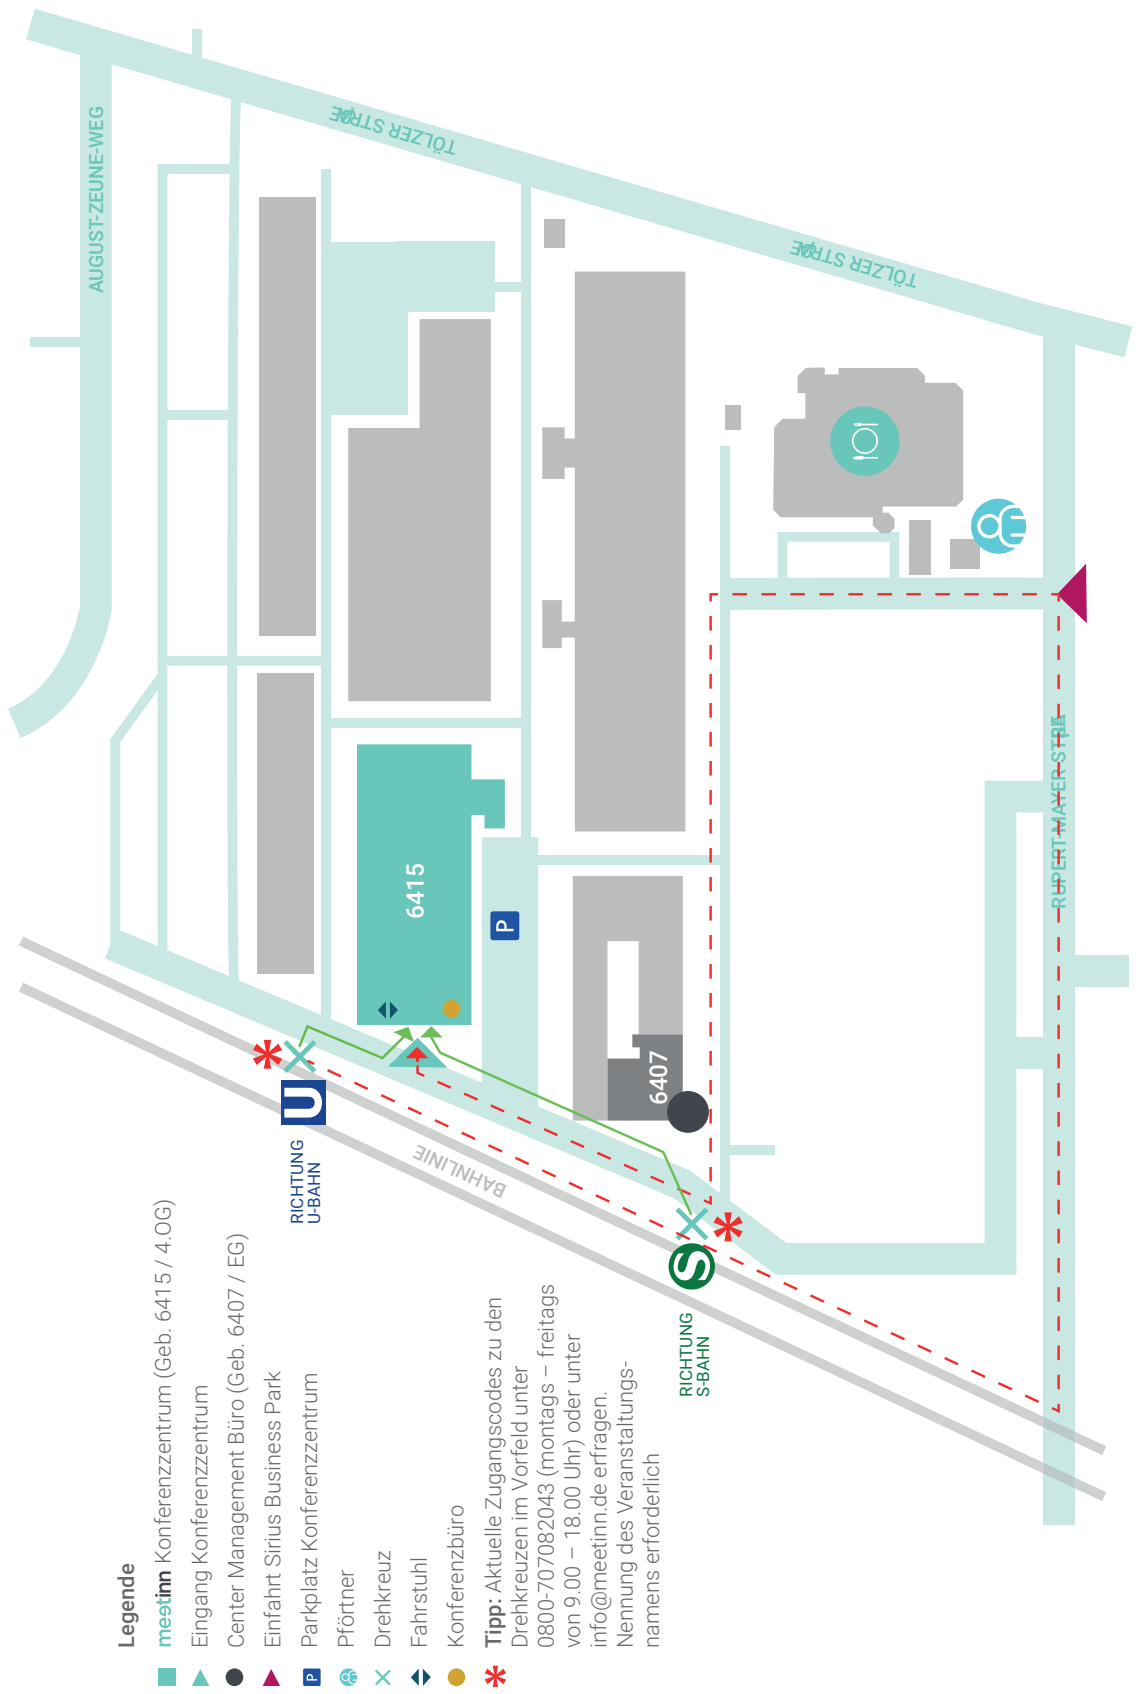 AUGUST-ZEUNE-WEG
TÖLZER STRAßE
TÖLZER STRAßE
RUPERT-MAYER-STRAßE
6415
P
6407
U
RICHTUNG
U-BAHN
BAHNLINIE
S
RICHTUNG
S-BAHN
Legende
meetinn Konferenzzentrum (Geb. 6415 / 4.OG)
Eingang Konferenzzentrum
Center Management Büro (Geb. 6407 / EG)
Einfahrt Sirius Business Park
P Parkplatz Konferenzzentrum
Pförtner
Drehkreuz
Fahrstuhl
Konferenzbüro
Tipp: Aktuelle Zugangscodes zu den
Drehkreuzen im Vorfeld unter
0800-707082043 (montags – freitags
von 9.00 – 18.00 Uhr) oder unter
info@meetinn.de erfragen.
Nennung des Veranstaltungs-
namens erforderlich